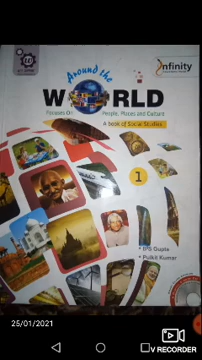 Infinity
Around the
WORLD
Focuses On People, Places and Culture
A Book of Social Studies
1
• IPS Gupta
• Pulkit Kumar
25/01/2021
V RECORDER